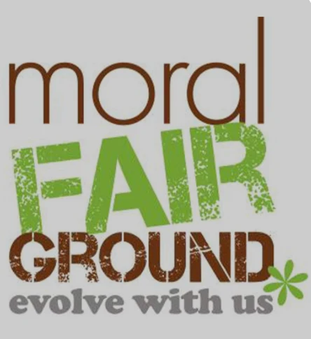 moral
FAIR
GROUND
evolve with us